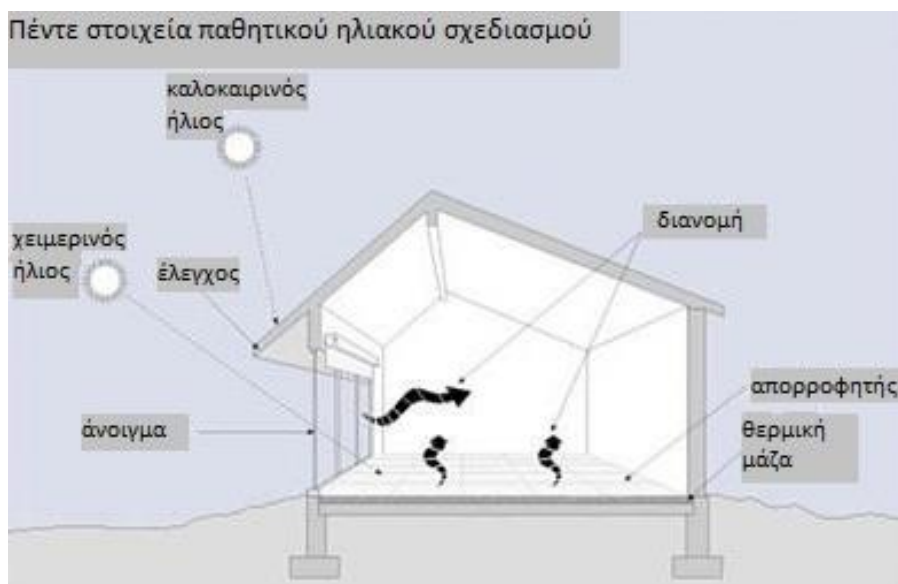 Πέντε στοιχεία παθητικού ηλιακού σχεδιασμού
καλοκαιρινός
ήλιος
διανομή
χειμερινός
ήλιος
έλεγχος
απορροφητής
άνοιγμα
θερμική
μάζα